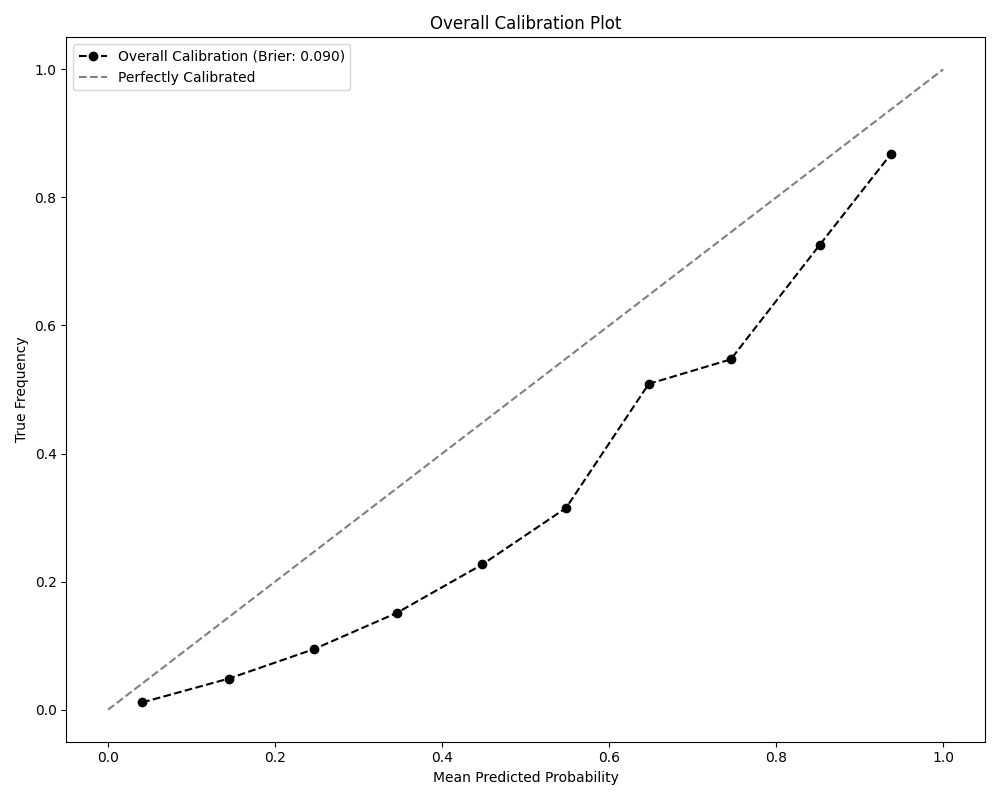 Overall Calibration Plot
Overall Calibration (Brier: 0.090)
Perfectly Calibrated
True Frequency
1.0
0.8
0.6
0.4
0.2
0.0
0.0 0.2 0.4 0.6 0.8 1.0
Mean Predicted Probability